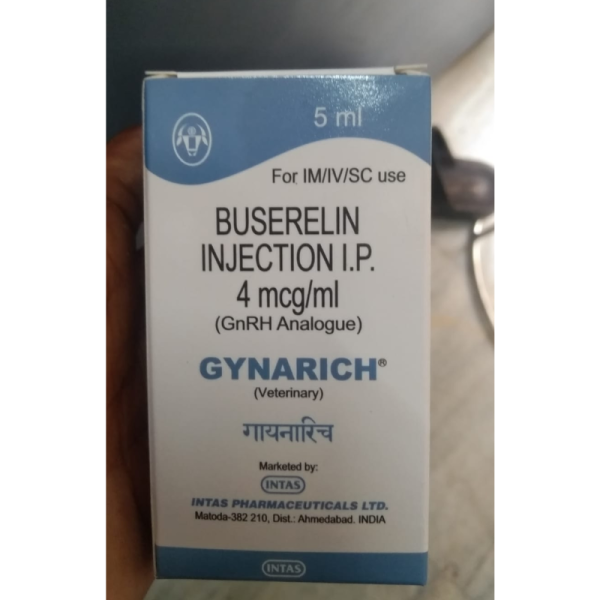 5 ml
For IM/IV/SC use
BUSERELIN
INJECTION I.P.
4 mcg/ml
(GnRH Analogue)
GYNARICH®
(Veterinary)
गायनारिच
Marketed by:
INTAS
INTAS PHARMACEUTICALS LTD.
Matoda-382 210, Dist.: Ahmedabad. INDIA
INTAS